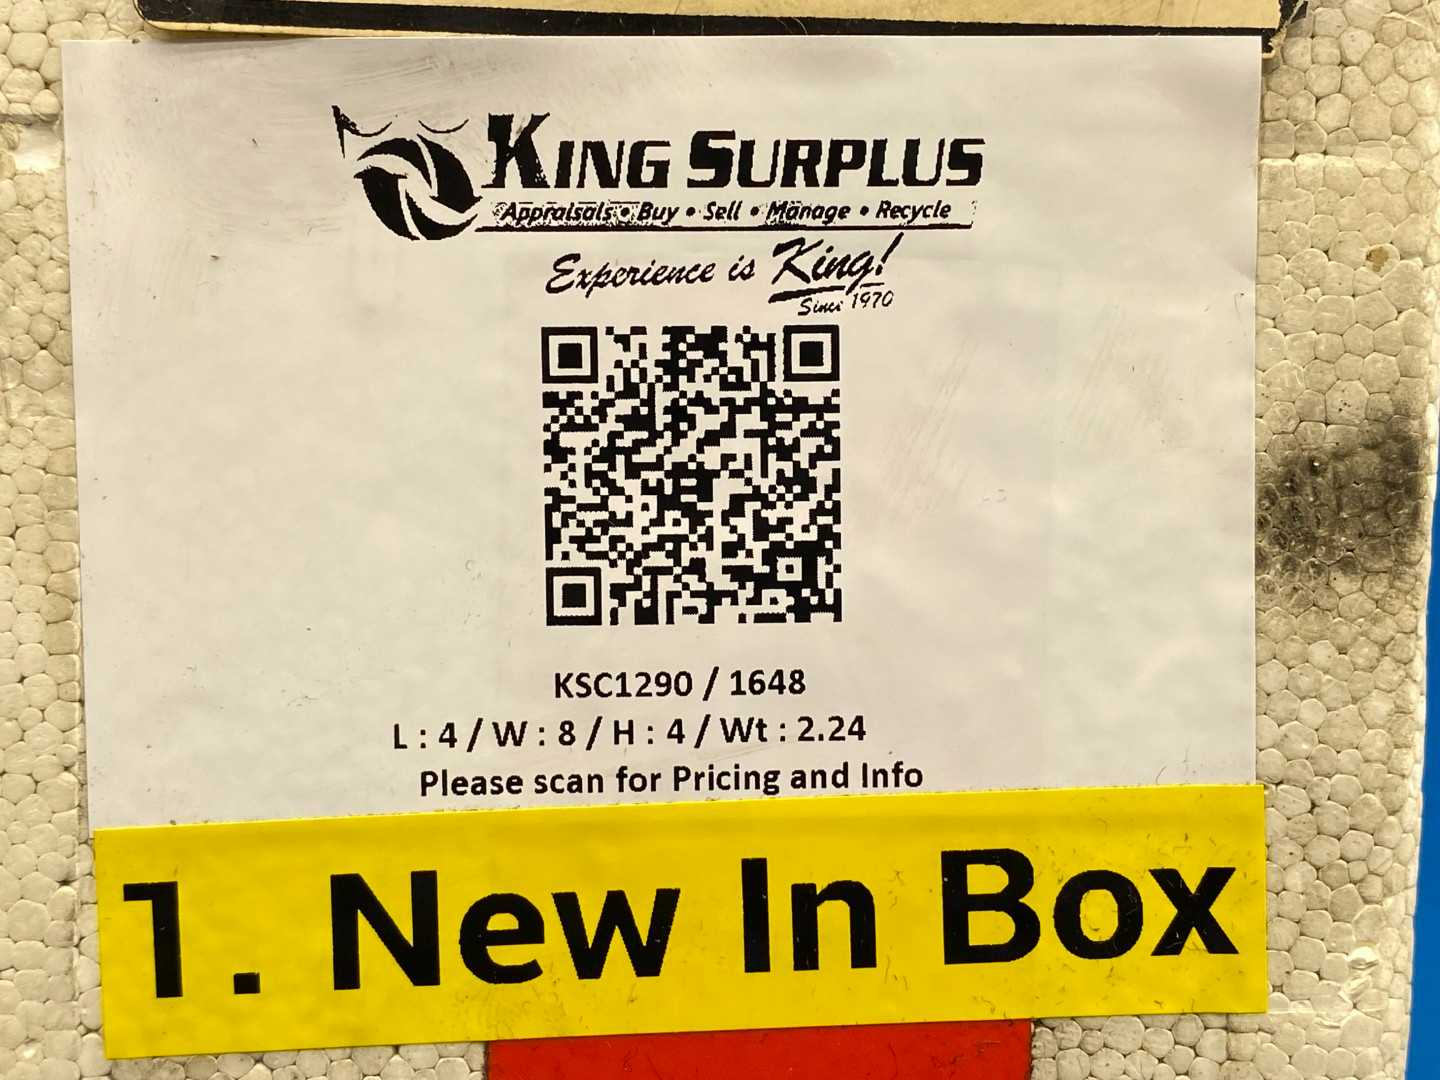 KING SURPLUS
Appraisals • Buy • Sell • Manage • Recycle
Experience is King!
Since 1970
KSC1290 / 1648
L : 4 / W : 8 / H : 4 / Wt : 2.24
Please scan for Pricing and Info
1. New In Box